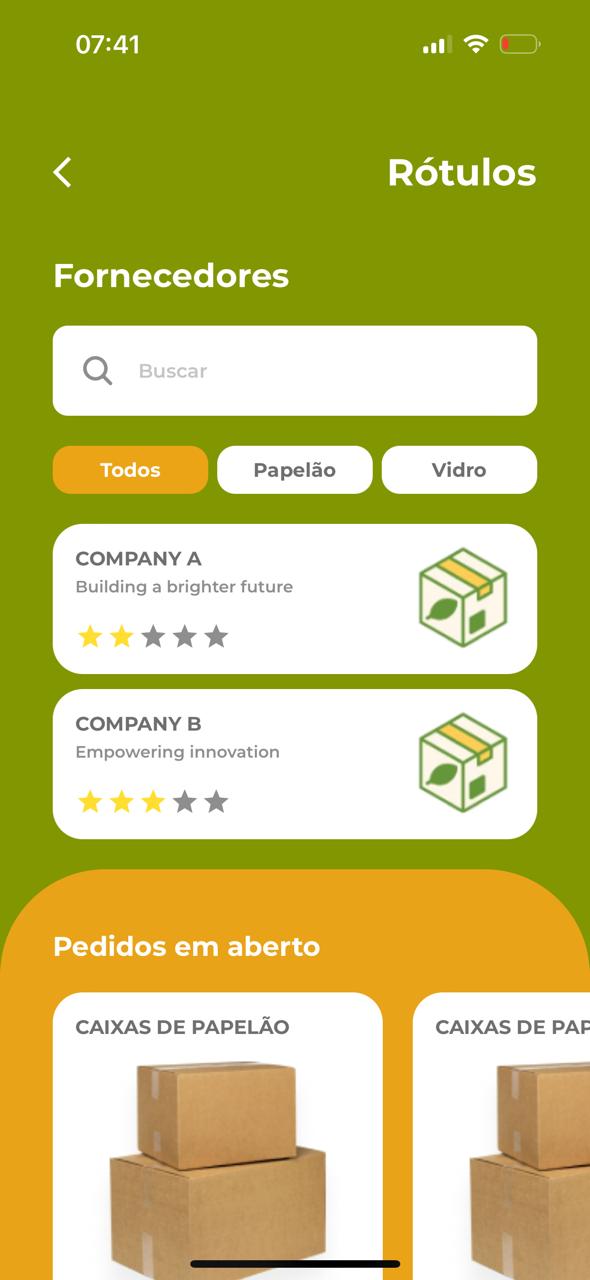 07:41
Rótulos
Fornecedores
Buscar
Todos
Papelão
Vidro
COMPANY A
Building a brighter future
COMPANY B
Empowering innovation
Pedidos em aberto
CAIXAS DE PAPELÃO
CAIXAS DE PAP